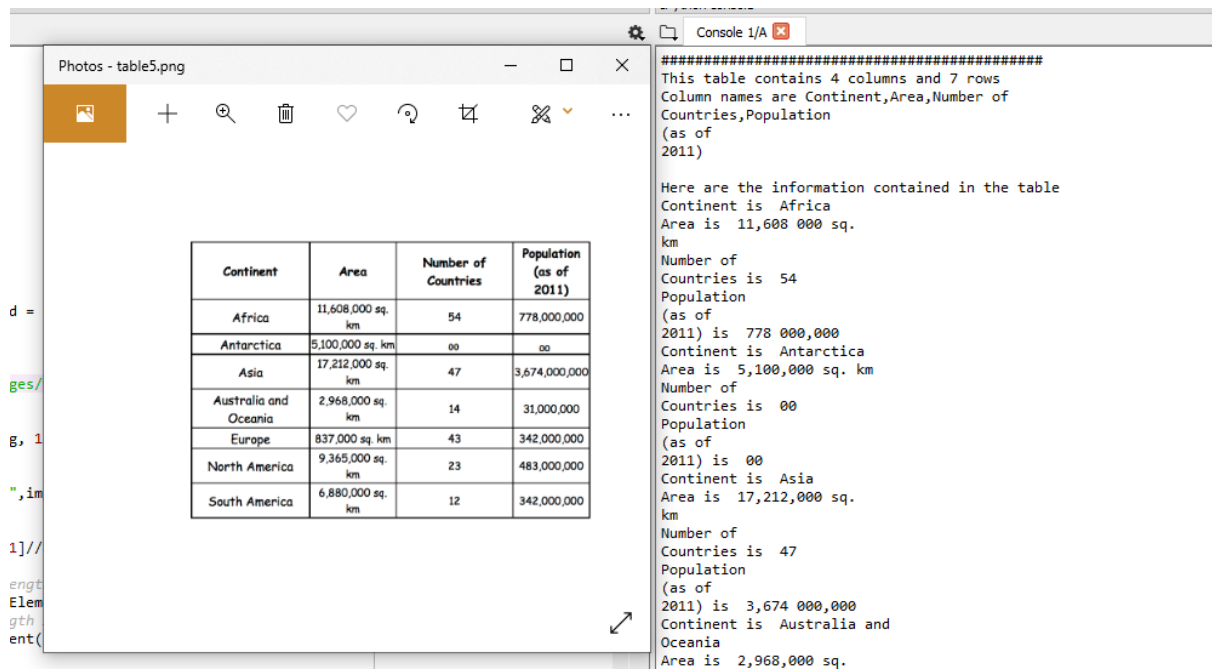 Photos - table5.png
Continent Area Number of Countries Population (as of 2011)
Africa 11,608,000 sq. km 54 778,000,000
Antarctica 5,100,000 sq. km 00 00
Asia 17,212,000 sq. km 47 3,674,000,000
Australia and Oceania 2,968,000 sq. km 14 31,000,000
Europe 837,000 sq. km 43 342,000,000
North America 9,365,000 sq. km 23 483,000,000
South America 6,880,000 sq. km 12 342,000,000
d =
ges/
g, 1
",im
1]//
engt
Elem
gth
ent(
Console 1/A
#############################################
This table contains 4 columns and 7 rows
Column names are Continent,Area,Number of
Countries,Population
(as of
2011)
Here are the information contained in the table
Continent is  Africa
Area is  11,608 000 sq.
km
Number of
Countries is  54
Population
(as of
2011) is  778 000,000
Continent is  Antarctica
Area is  5,100,000 sq. km
Number of
Countries is  00
Population
(as of
2011) is  00
Continent is  Asia
Area is  17,212,000 sq.
km
Number of
Countries is  47
Population
(as of
2011) is  3,674 000,000
Continent is  Australia and
Oceania
Area is  2,968,000 sq.